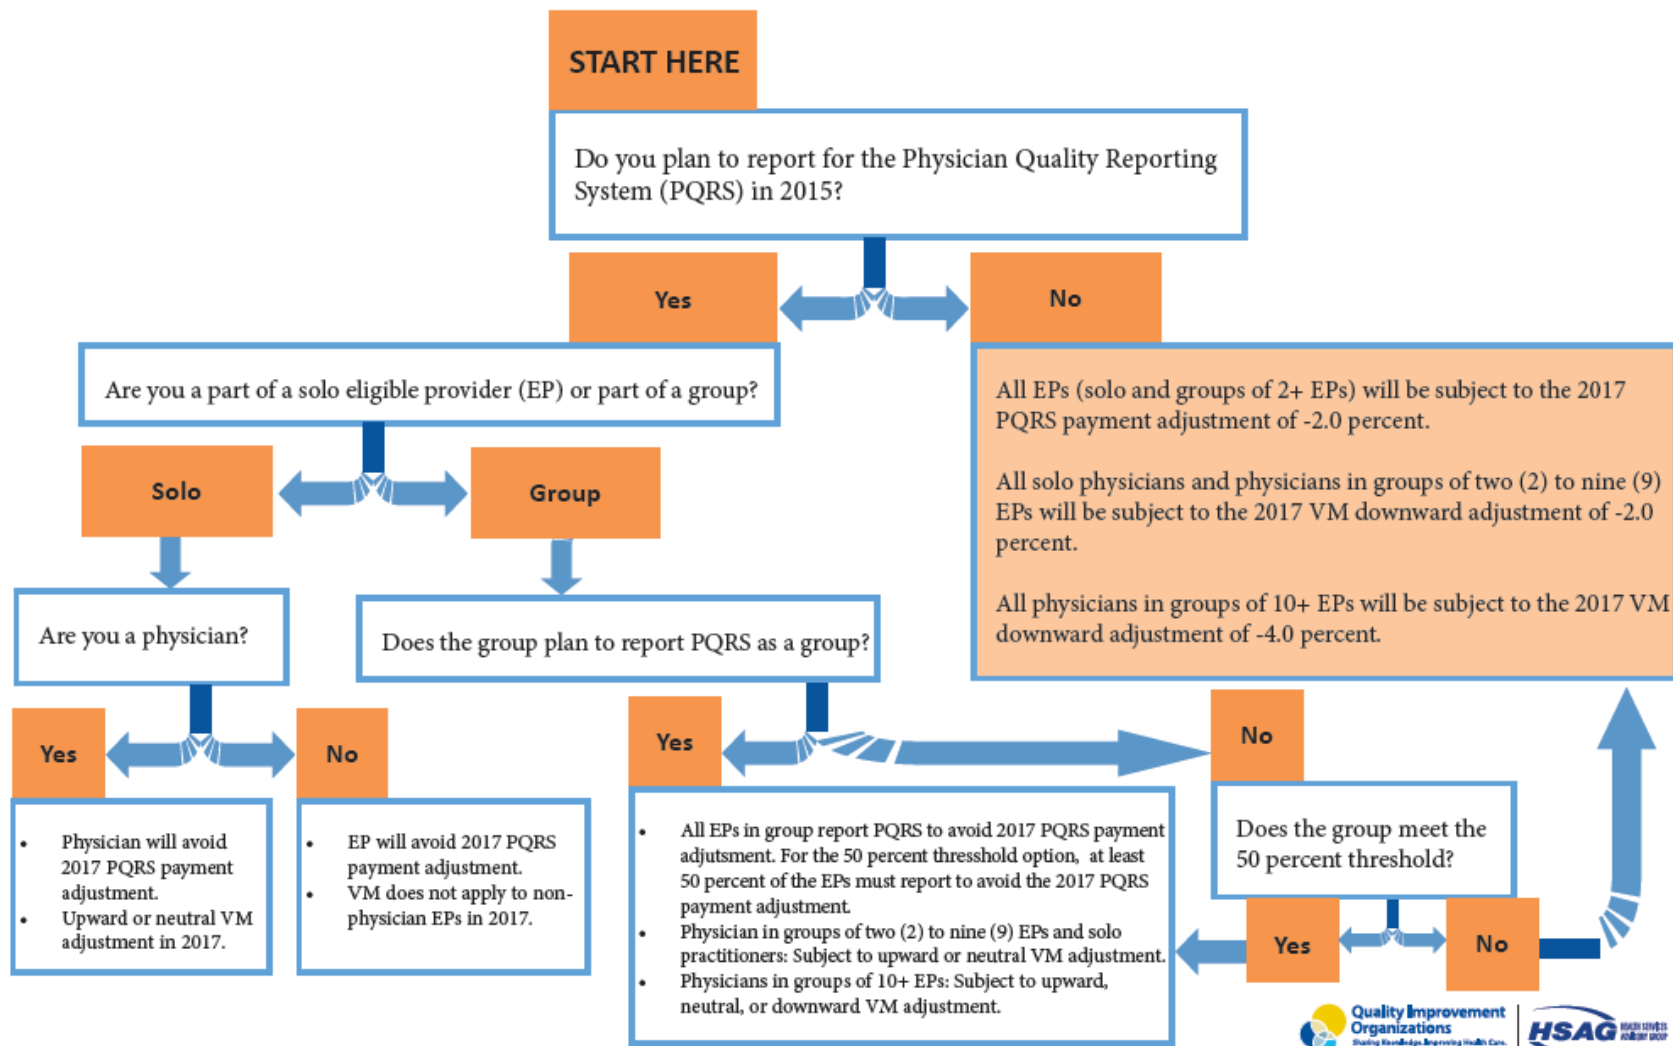 START HERE
Do you plan to report for the Physician Quality Reporting
System (PQRS) in 2015?
Yes
No
Are you a part of a solo eligible provider (EP) or part of a group?
All EPs (solo and groups of 2+ EPs) will be subject to the 2017
PQRS payment adjustment of -2.0 percent.
All solo physicians and physicians in groups of two (2) to nine (9)
EPs will be subject to the 2017 VM downward adjustment of -2.0
percent.
All physicians in groups of 10+ EPs will be subject to the 2017 VM
downward adjustment of -4.0 percent.
Solo
Group
Are you a physician?
Does the group plan to report PQRS as a group?
Yes
No
Yes
No
• Physician will avoid
2017 PQRS payment
adjustment.
• Upward or neutral VM
adjustment in 2017.
• EP will avoid 2017 PQRS
payment adjustment.
• VM does not apply to non-
physician EPs in 2017.
• All EPs in group report PQRS to avoid 2017 PQRS payment
adjutsment. For the 50 percent thresshold option, at least
50 percent of the EPs must report to avoid the 2017 PQRS
payment adjustment.
• Physician in groups of two (2) to nine (9) EPs and solo
practitioners: Subject to upward or neutral VM adjustment.
• Physicians in groups of 10+ EPs: Subject to upward,
neutral, or downward VM adjustment.
Does the group meet the
50 percent threshold?
Yes
No
Quality Improvement
Organizations
Sharing Knowledge. Improving Health Care.
HSAG
HEALTH SERVICES
ADVISORY GROUP